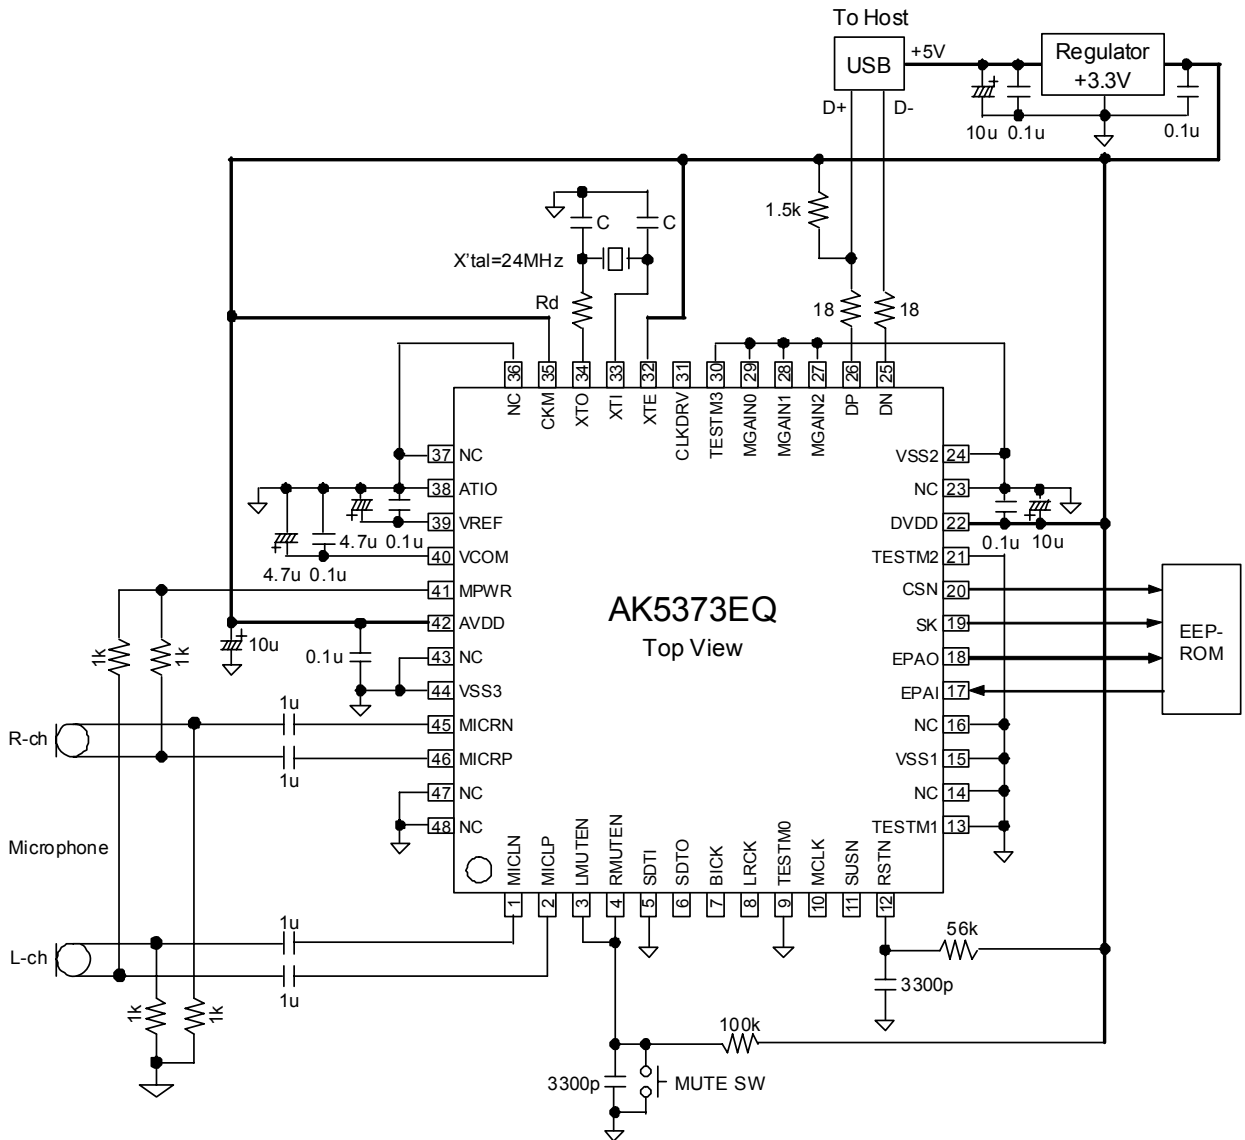 To Host
USB
+5V
Regulator
+3.3V
D+
D-
10u
0.1u
0.1u
1.5k
C
C
X'tal=24MHz
Rd
18
18
36
35
34
33
32
31
30
29
28
27
26
25
NC
CKM
XTO
XTI
XTE
CLKDRV
TESTM3
MGAIN0
MGAIN1
MGAIN2
DP
DN
37 NC
38 ATIO
39 VREF
40 VCOM
41 MPWR
42 AVDD
43 NC
44 VSS3
45 MICRN
46 MICRP
47 NC
48 NC
4.7u
0.1u
4.7u
0.1u
1k
1k
10u
0.1u
VSS2 24
NC 23
DVDD 22
TESTM2 21
CSN 20
SK 19
EPAO 18
EPAI 17
NC 16
VSS1 15
NC 14
TESTM1 13
0.1u
10u
EEP-
ROM
AK5373EQ
Top View
R-ch
1u
1u
Microphone
L-ch
1u
1u
1k
1k
MICLN
MICLP
LMUTEN
RMUTEN
SDTI
SDTO
BICK
LRCK
TESTM0
MCLK
SUSN
RSTN
1
2
3
4
5
6
7
8
9
10
11
12
56k
3300p
100k
3300p
MUTE SW